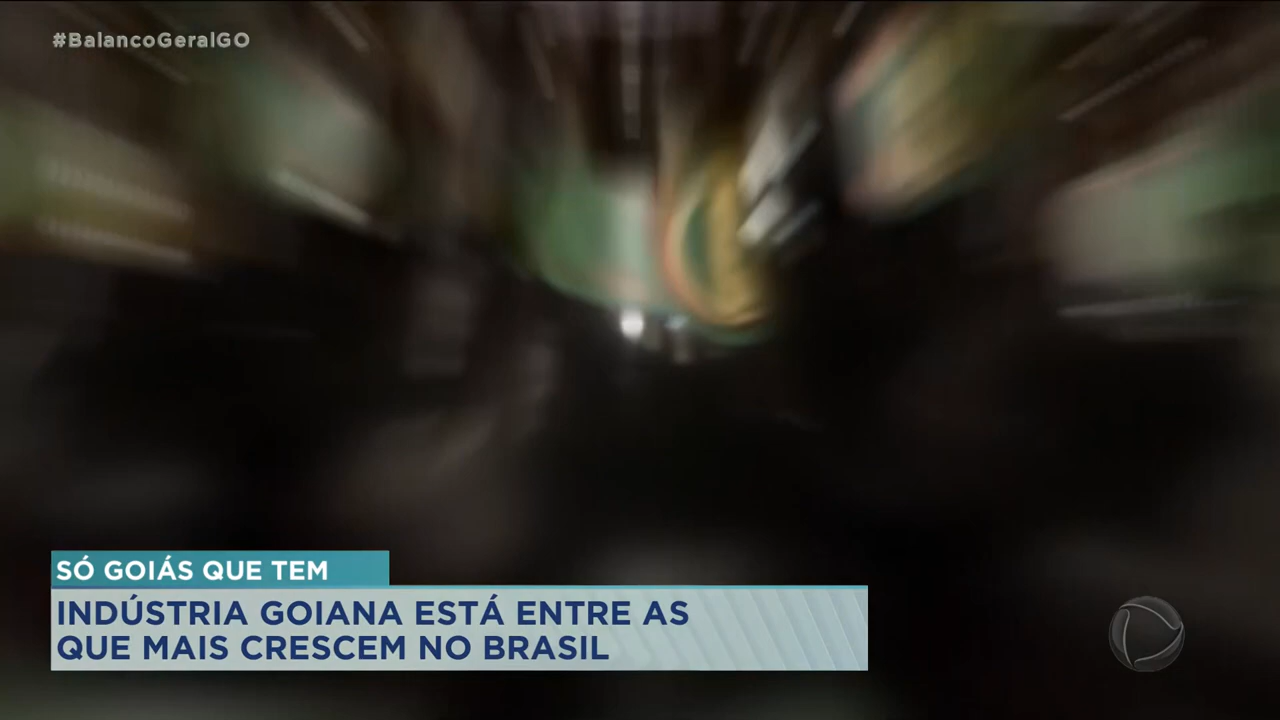 #BalancoGeralGO
SÓ GOIÁS QUE TEM
INDÚSTRIA GOIANA ESTÁ ENTRE AS
QUE MAIS CRESCEM NO BRASIL